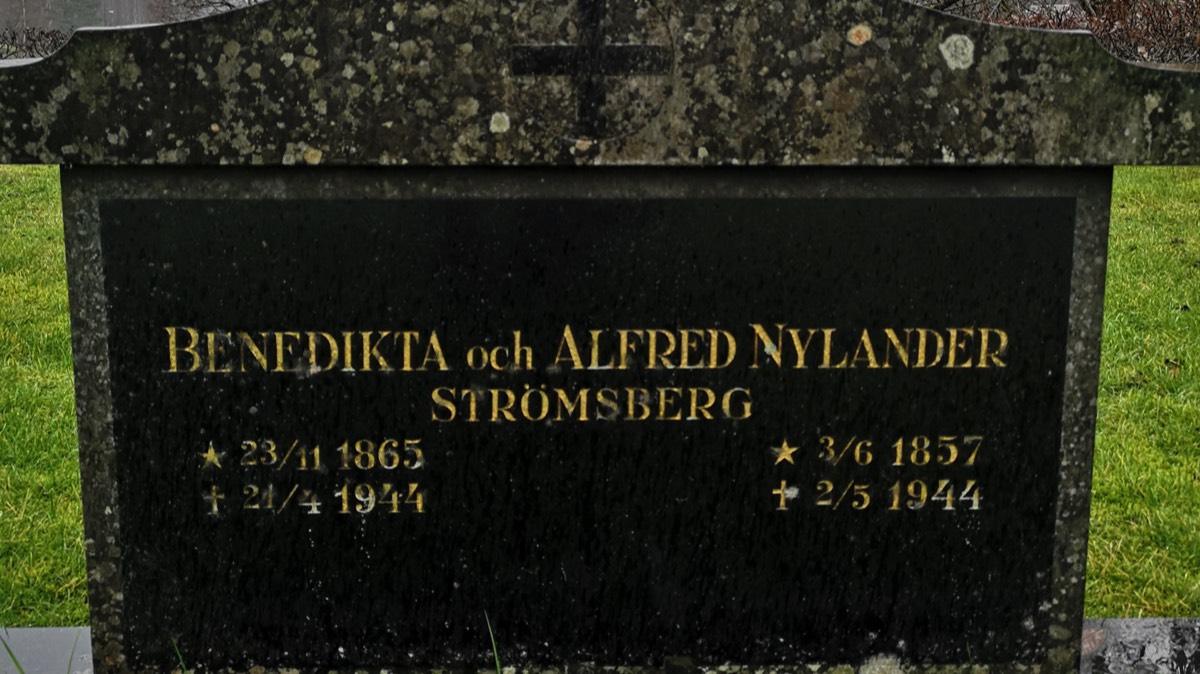 BENEDIKTA och ALFRED NYLANDER
STRÖMSBERG
★ 23/11 1865 ★ 3/6 1857
† 21/4 1944 † 2/5 1944